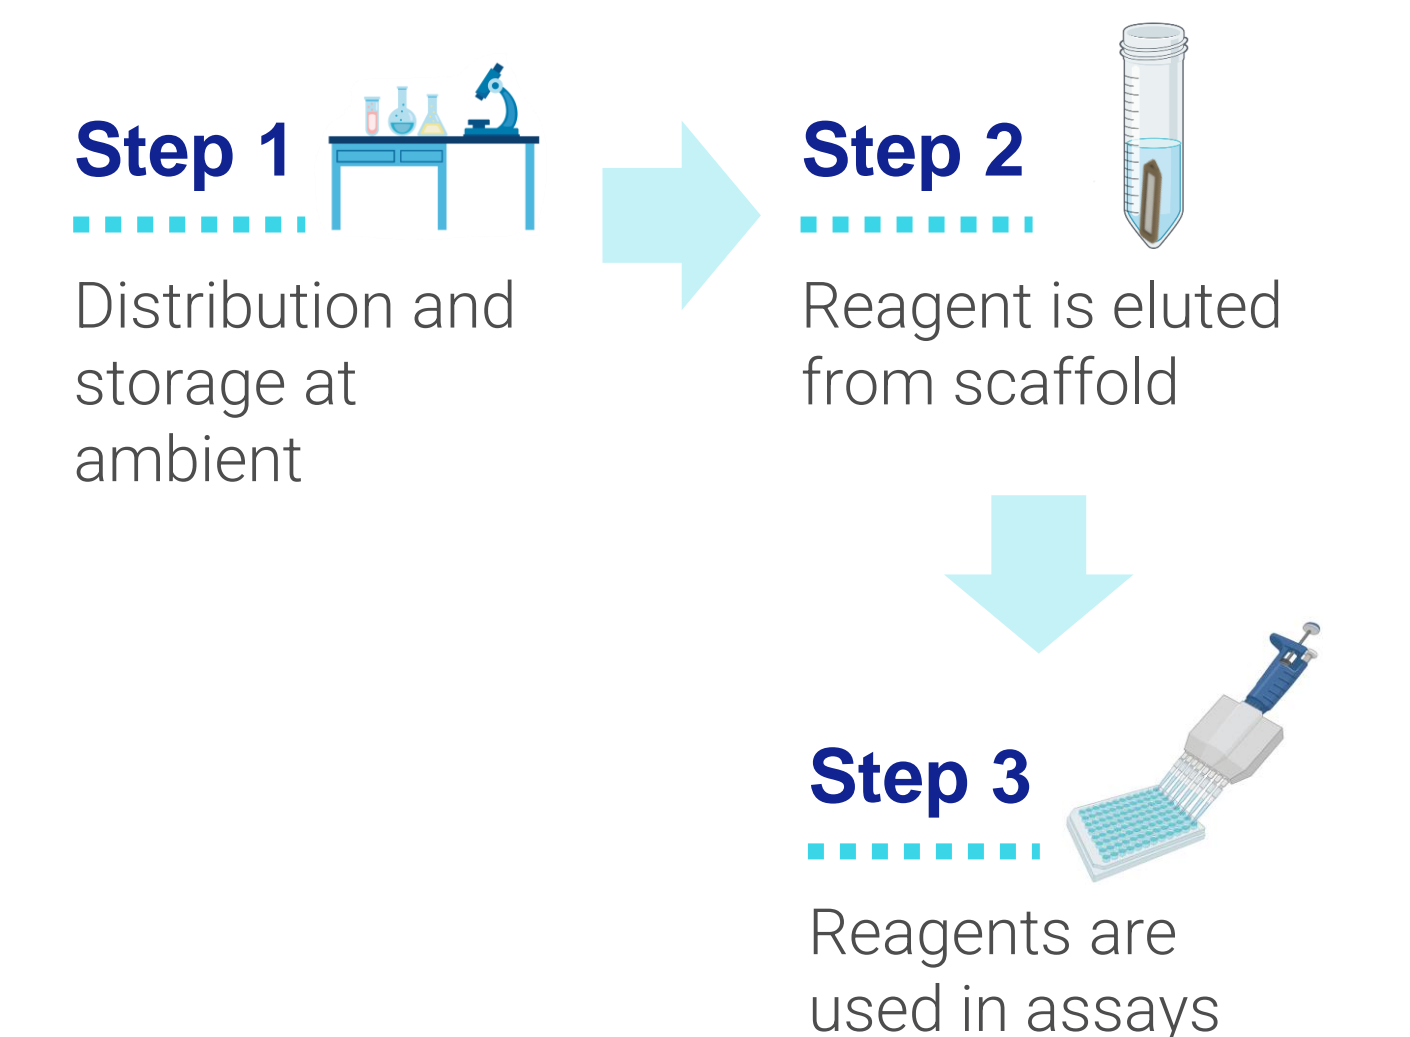 Step 1
Distribution and
storage at
ambient
Step 2
Reagent is eluted
from scaffold
Step 3
Reagents are
used in assays